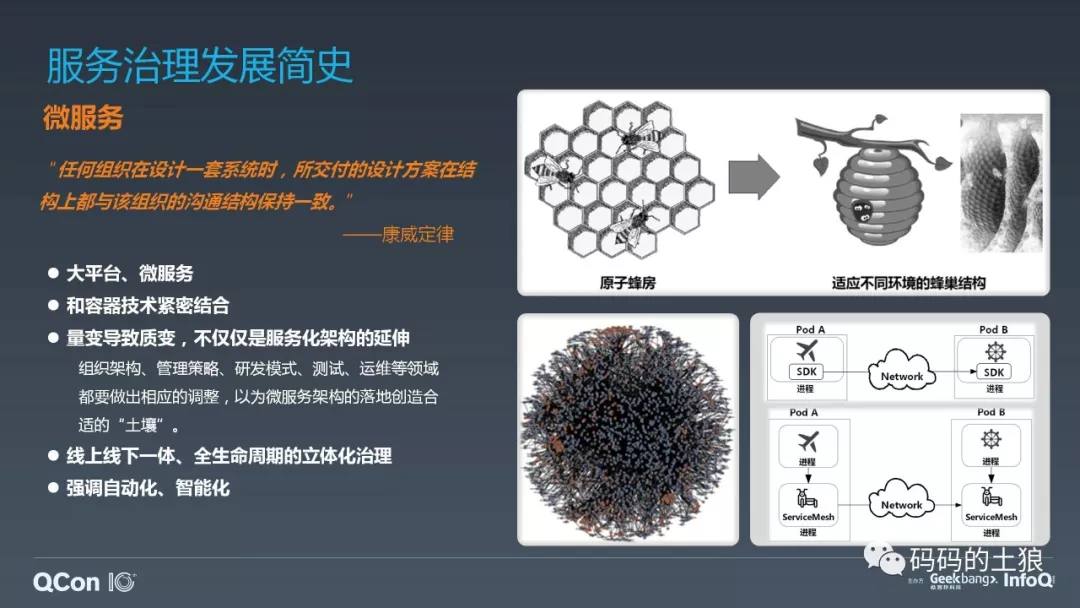 服务治理发展简史
微服务
“任何组织在设计一套系统时，所交付的设计方案在结
构上都与该组织的沟通结构保持一致。”
——康威定律
● 大平台、微服务
● 和容器技术紧密结合
● 量变导致质变，不仅仅是服务化架构的延伸
组织架构、管理策略、研发模式、测试、运维等领域
都要做出相应的调整，以为微服务架构的落地创造合
适的“土壤”。
● 线上线下一体、全生命周期的立体化治理
● 强调自动化、智能化
原子蜂房
适应不同环境的蜂巢结构
Pod A
Pod B
SDK
Network
SDK
进程
进程
Pod A
Pod B
进程
进程
ServiceMesh
Network
ServiceMesh
进程
进程
QCon 10+
码码的土狼
主办方
Geekbang>.
极客邦科技
InfoQ